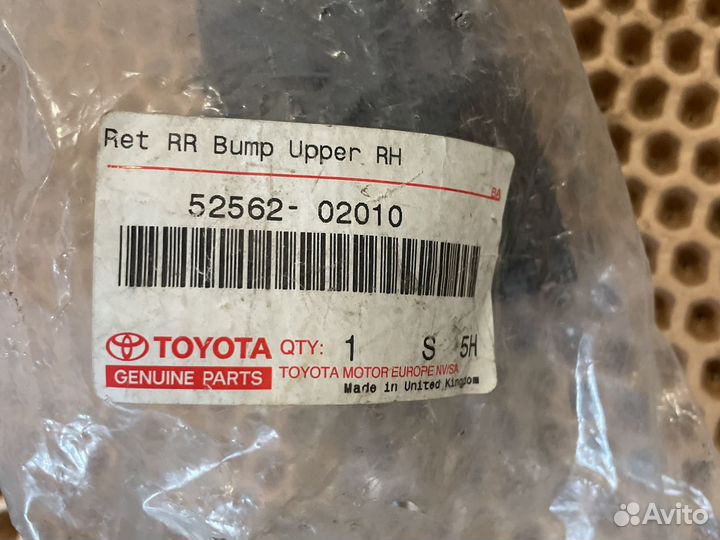 Ret RR Bump Upper RH
BA
52562- 02010
TOYOTA QTY: 1 S 5H
GENUINE PARTS
TOYOTA MOTOR EUROPE NV/SA
Made in United Kingdom
Avito